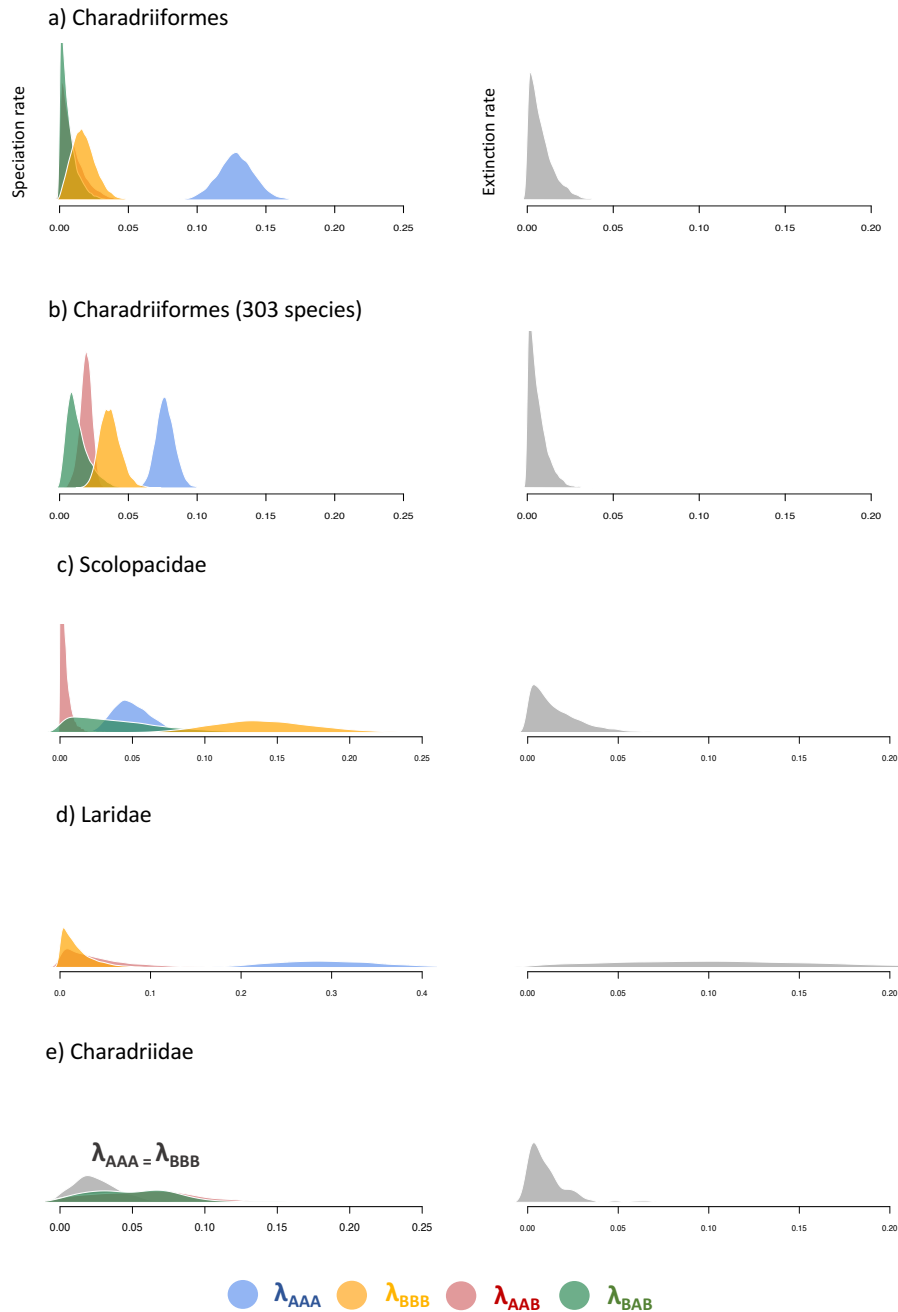 a) Charadriiformes
Speciation rate
Extinction rate
0.00 0.05 0.10 0.15 0.20 0.25
0.00 0.05 0.10 0.15 0.20
b) Charadriiformes (303 species)
0.00 0.05 0.10 0.15 0.20 0.25
0.00 0.05 0.10 0.15 0.20
c) Scolopacidae
0.00 0.05 0.10 0.15 0.20 0.25
0.00 0.05 0.10 0.15 0.20
d) Laridae
0.0 0.1 0.2 0.3 0.4
0.00 0.05 0.10 0.15 0.20
e) Charadriidae
λAAA = λBBB
0.00 0.05 0.10 0.15 0.20 0.25
0.00 0.05 0.10 0.15 0.20
λAAA λBBB λAAB λBAB